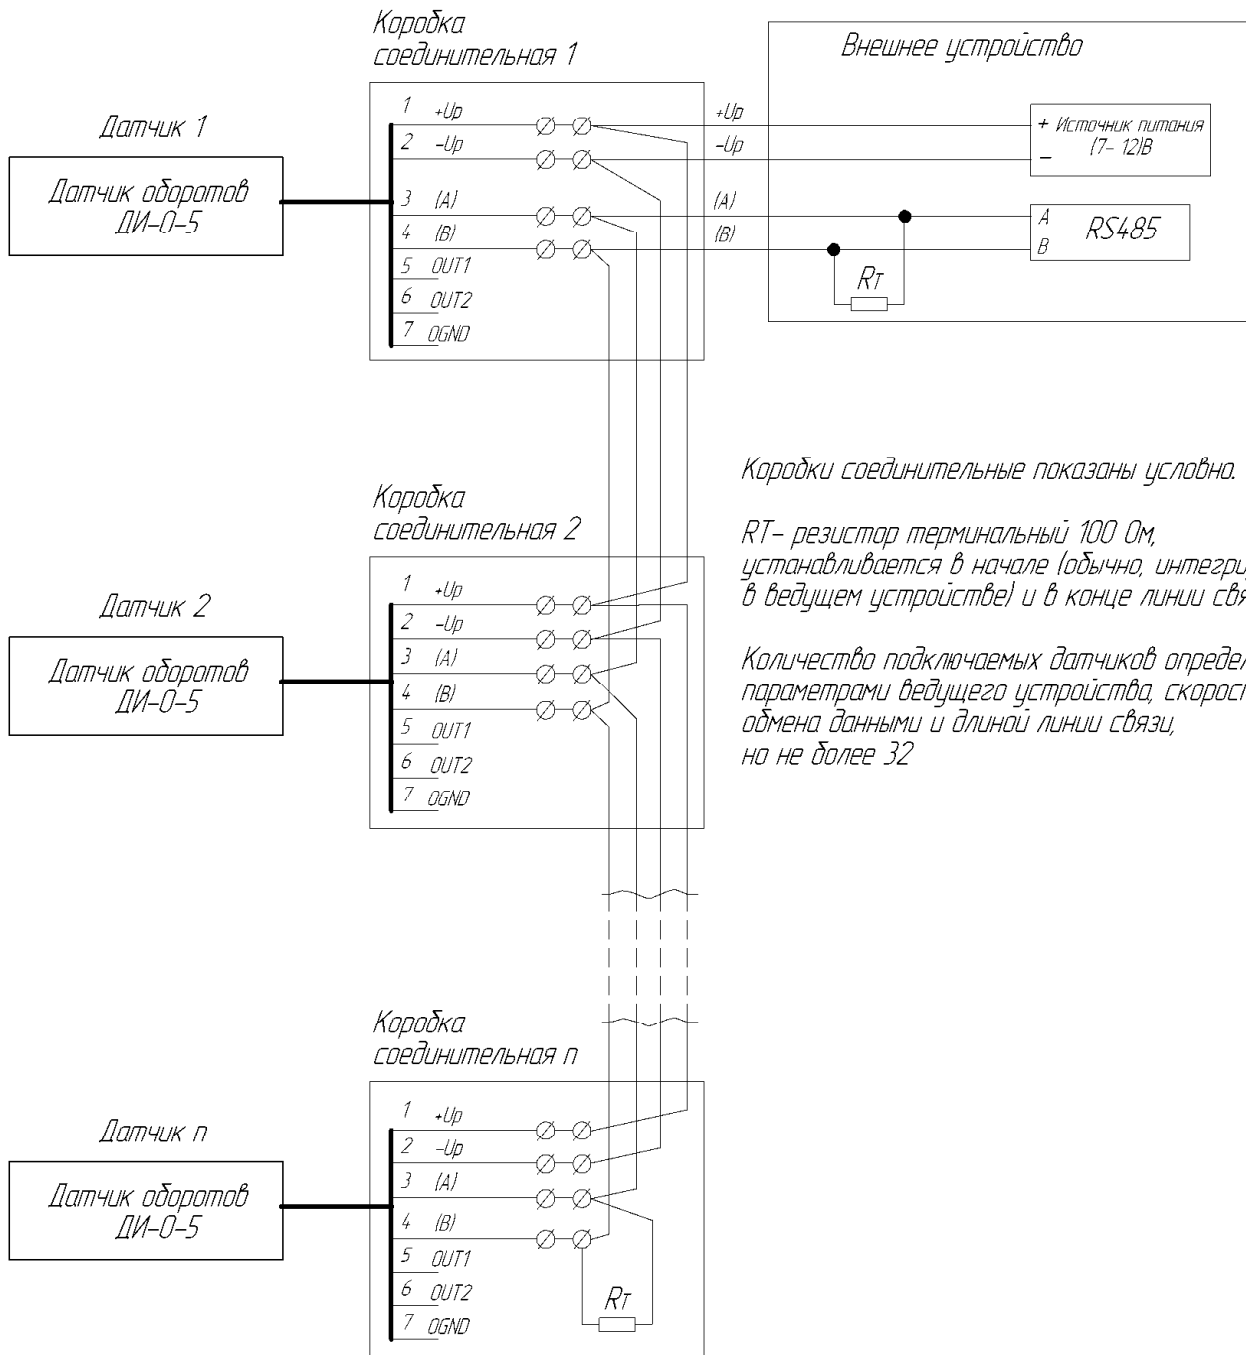 Коробка
соединительная 1
Внешнее устройство
Датчик 1
Датчик оборотов
ДИ-О-5
1 +Up
2 -Up
3 (A)
4 (B)
5 OUT1
6 OUT2
7 OGND
+Up
-Up
(A)
(B)
+ Источник питания
(7- 12)В
-
A
B
RS485
RT
Коробка
соединительная 2
Датчик 2
Датчик оборотов
ДИ-О-5
1 +Up
2 -Up
3 (A)
4 (B)
5 OUT1
6 OUT2
7 OGND
Коробки соединительные показаны условна.
RT- резистор терминальный 100 Ом,
устанавливается в начале (обычно,
в ведущем устройстве) и в конце линии
Количество подключаемых датчиков
параметрами ведущего устройства,
обмена данными и длиной линии связи,
но не более 32
Коробка
соединительная n
Датчик n
Датчик оборотов
ДИ-О-5
1 +Up
2 -Up
3 (A)
4 (B)
5 OUT1
6 OUT2
7 OGND
RT